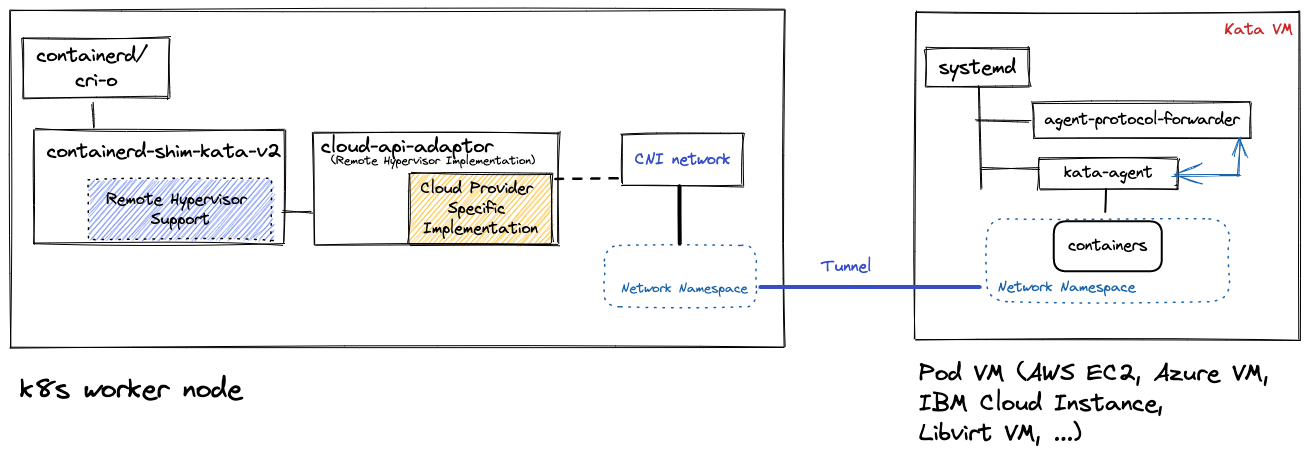 Kata VM
containerd/
cri-o
systemd
agent-protocol-forwarder
containerd-shim-kata-v2
cloud-api-adaptor
(Remote Hypervisor Implementation)
CNI network
kata-agent
Remote Hypervisor
Support
Cloud Provider
Specific
Implementation
containers
Tunnel
Network Namespace
Network Namespace
k8s worker node
Pod VM (AWS EC2, Azure VM,
IBM Cloud Instance,
Libvirt VM, ...)